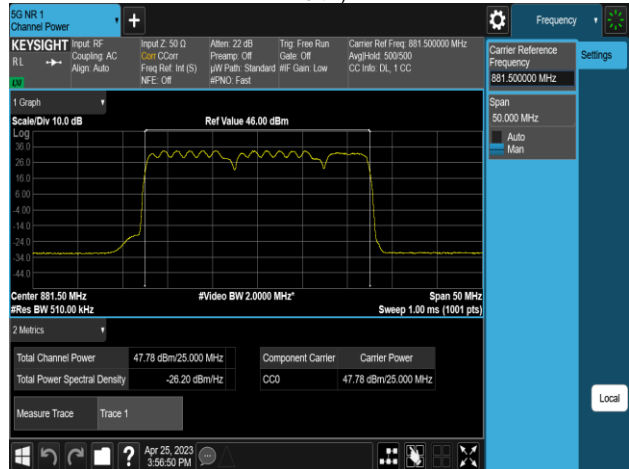 5G NR 1
Channel Power
Frequency
KEYSIGHT
RL
LXI
Input: RF
Coupling: AC
Align: Auto
Input Z: 50 Ω
Corr CCorr
Freq Ref: Int (S)
NFE: Off
Atten: 22 dB
Preamp: Off
µW Path: Standard
#PNO: Fast
Trig: Free Run
Gate: Off
#IF Gain: Low
Carrier Ref Freq: 881.500000 MHz
Avg|Hold: 500/500
CC Info: DL, 1 CC
Carrier Reference
Frequency
881.500000 MHz
Settings
Span
50.000 MHz
Auto
Man
1 Graph
Scale/Div 10.0 dB
Ref Value 46.00 dBm
Log
36.0
26.0
16.0
6.00
-4.00
-14.0
-24.0
-34.0
-44.0
Center 881.50 MHz
#Video BW 2.0000 MHz*
Span 50 MHz
#Res BW 510.00 kHz
Sweep 1.00 ms (1001 pts)
2 Metrics
Total Channel Power 47.78 dBm/25.000 MHz
Total Power Spectral Density -26.20 dBm/Hz
Component Carrier Carrier Power
CC0 47.78 dBm/25.000 MHz
Measure Trace Trace 1
Local
Apr 25, 2023
3:56:50 PM